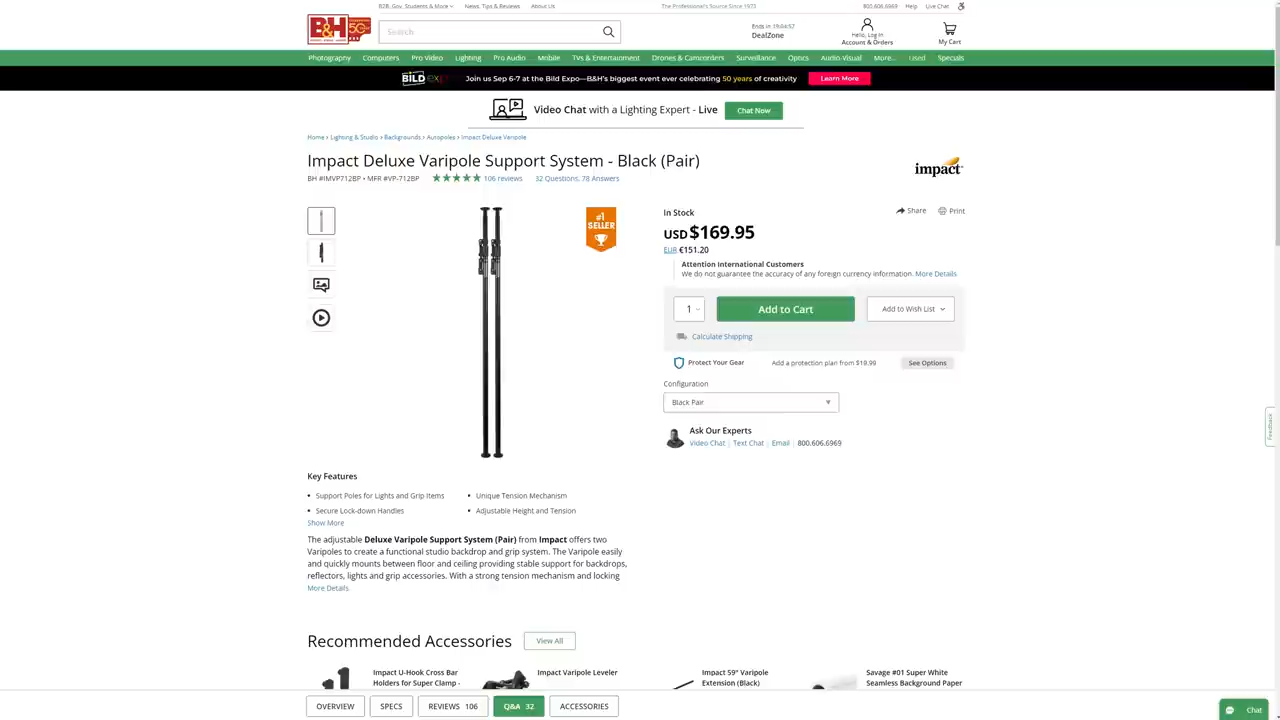 B2B, Gov, Students & More
News, Tips & Reviews
About Us
The Professional's Source Since 1973
800.606.6969
Help
Live Chat
B&H
50
Search
Ends in
DealZone
Hello, Log In
Account & Orders
My Cart
Photography Computers Pro Video Lighting Pro Audio Mobile TVs & Entertainment Drones & Camcorders Surveillance Optics Audio-Visual More... Used Specials
BILD Join us Sep 6-7 at the Bild Expo—B&H's biggest event ever celebrating 50 years of creativity Learn More
Video Chat with a Lighting Expert - Live Chat Now
Home › Lighting & Studio › Backgrounds › Autopoles › Impact Deluxe Varipole
Impact Deluxe Varipole Support System - Black (Pair)
BH #IMVP712BP • MFR #VP-712BP 106 reviews 32 Questions, 78 Answers
impact
#1
SELLER
In Stock
Share
Print
USD$169.95
EUR €151.20
Attention International Customers
We do not guarantee the accuracy of any foreign currency information. More Details
1
Add to Cart
Add to Wish List
Calculate Shipping
Protect Your Gear Add a protection plan from $19.99 See Options
Configuration
Black Pair
Ask Our Experts
Video Chat | Text Chat | Email | 800.606.6969
Feedback
Key Features
• Support Poles for Lights and Grip Items
• Unique Tension Mechanism
• Secure Lock-down Handles
• Adjustable Height and Tension
Show More
The adjustable Deluxe Varipole Support System (Pair) from Impact offers two
Varipoles to create a functional studio backdrop and grip system. The Varipole easily
and quickly mounts between floor and ceiling providing stable support for backdrops,
reflectors, lights and grip accessories. With a strong tension mechanism and locking
More Details
Recommended Accessories View All
Impact U-Hook Cross Bar
Holders for Super Clamp -
Impact Varipole Leveler
Impact 59" Varipole
Extension (Black)
Savage #01 Super White
Seamless Background Paper
OVERVIEW SPECS REVIEWS 106 Q&A 32 ACCESSORIES
Chat